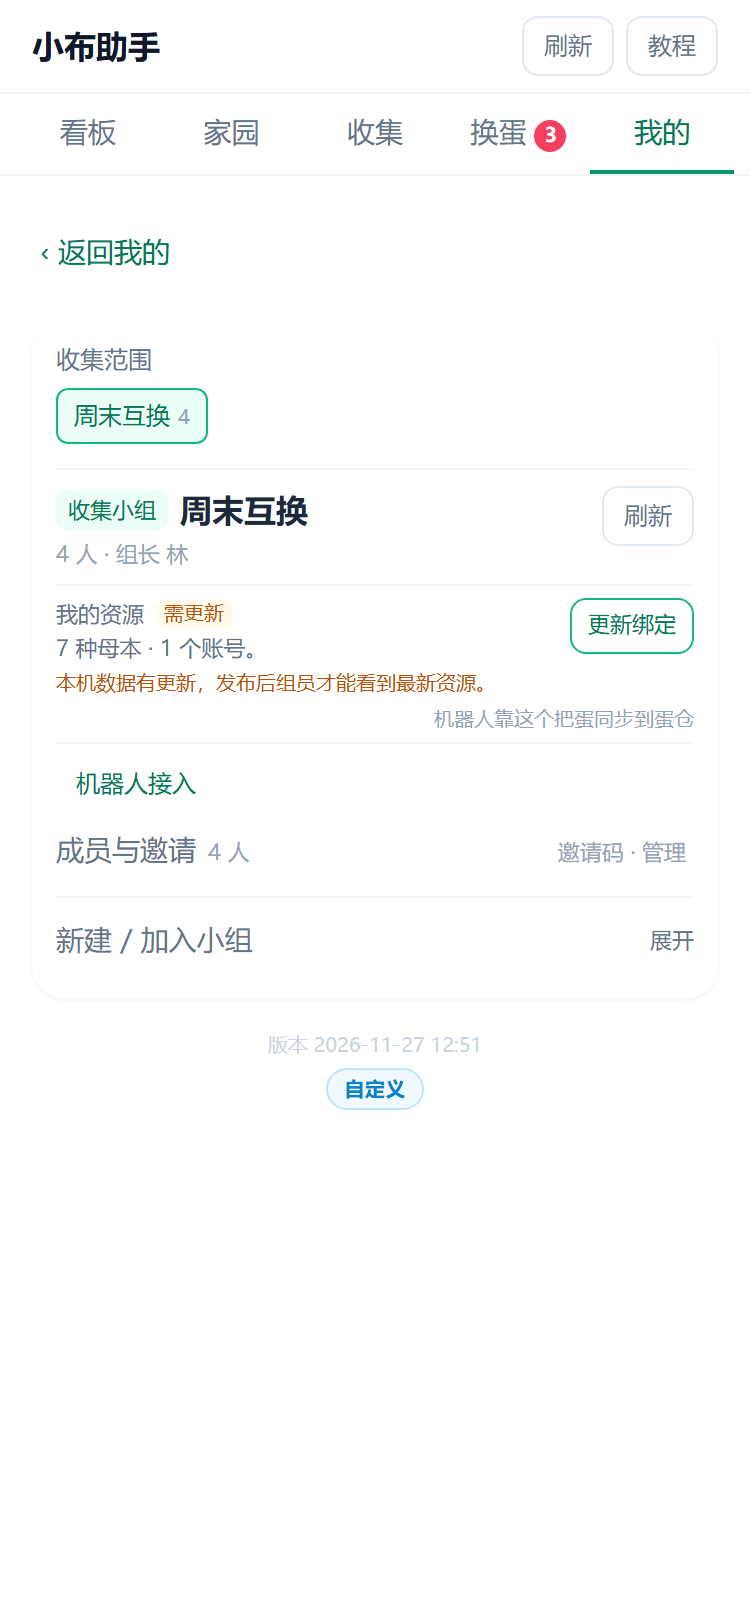 小布助手
刷新
教程
看板
家园
收集
换蛋 3
我的
‹ 返回我的
收集范围
周末互换 4
收集小组 周末互换
刷新
4 人 · 组长 林
我的资源 需更新
更新绑定
7 种母本 · 1 个账号。
本机数据有更新，发布后组员才能看到最新资源。
机器人靠这个把蛋同步到蛋仓
机器人接入
成员与邀请 4 人
邀请码 · 管理
新建 / 加入小组
展开
版本 2026-11-27 12:51
自定义